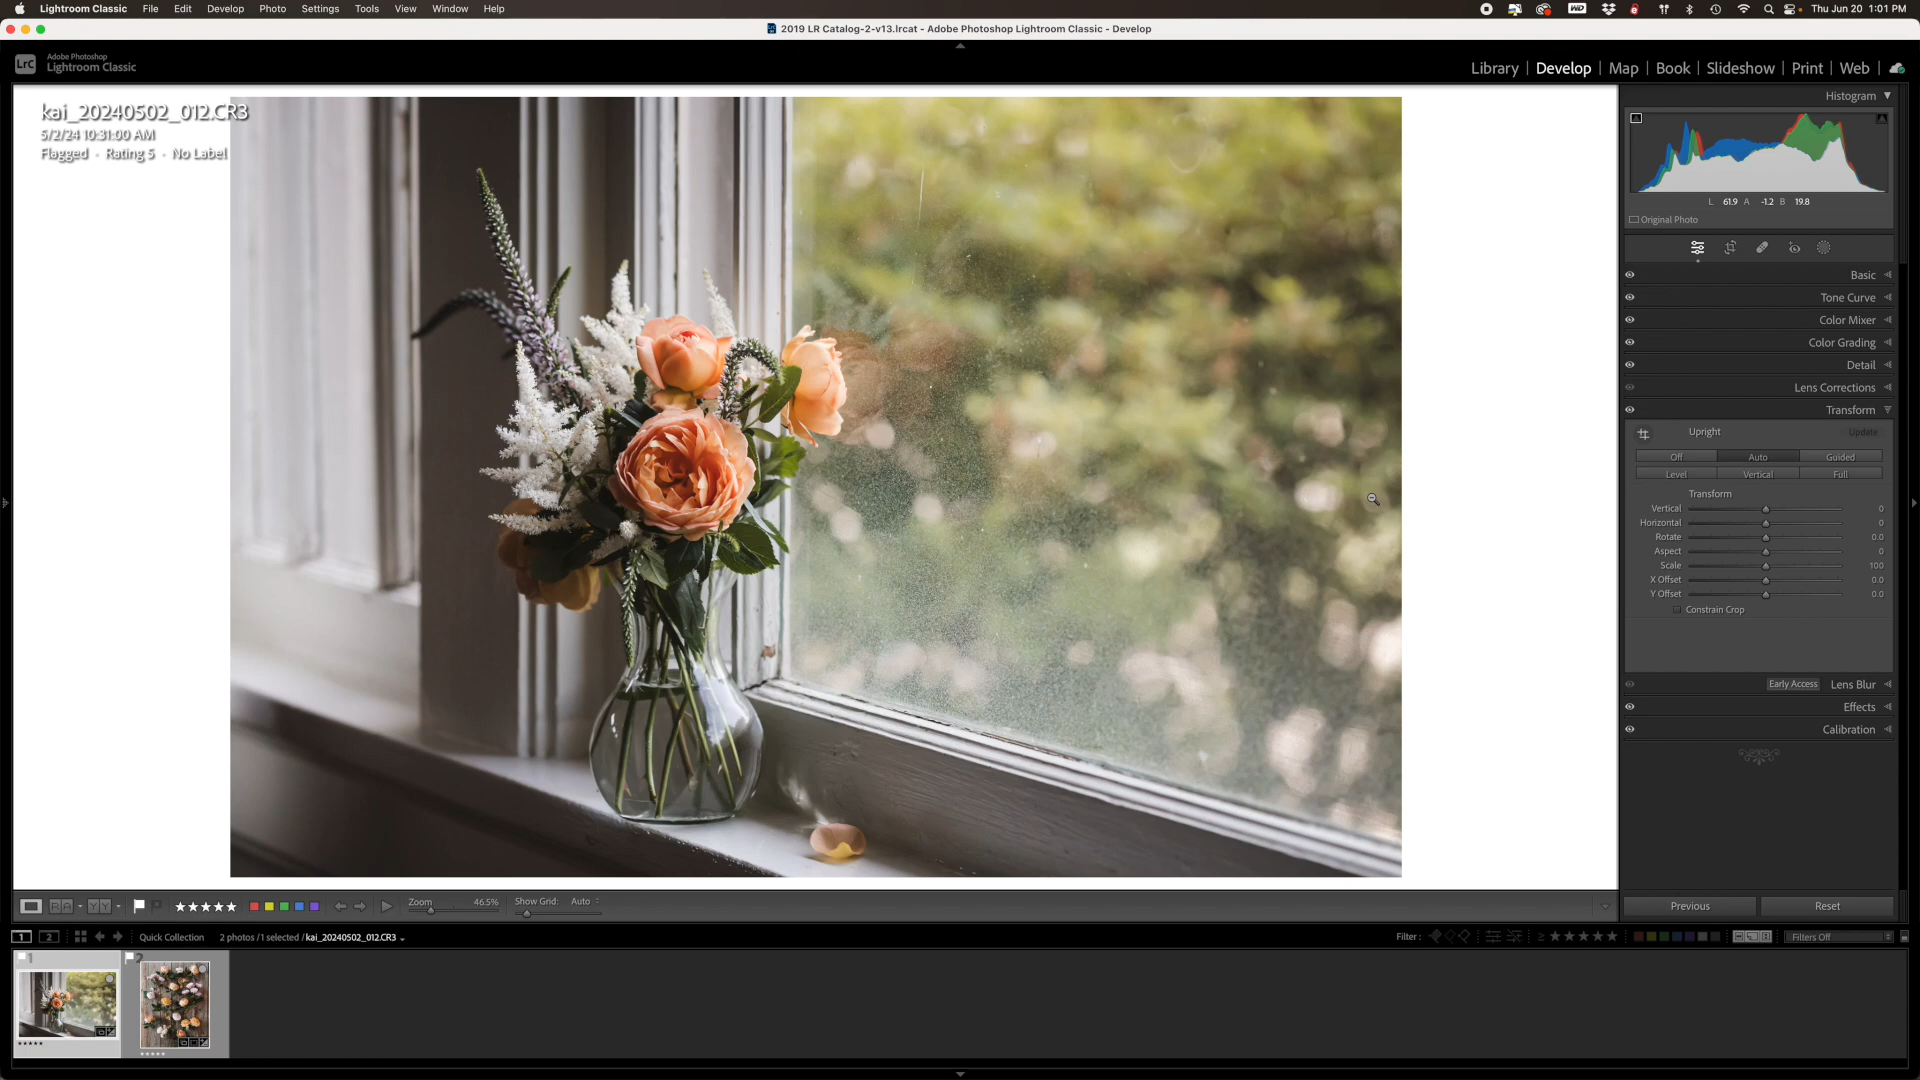 Lightroom Classic File Edit Develop Photo Settings Tools View Window Help
Thu Jun 20 1:01 PM
2019 LR Catalog-2-v13.lrcat - Adobe Photoshop Lightroom Classic - Develop
LrC
Adobe Photoshop
Lightroom Classic
Library | Develop | Map | Book | Slideshow | Print | Web |
kai_20240502_012.CR3
5/2/24 10:31:00 AM
Flagged · Rating 5 · No Label
Histogram
L 61.9 A -1.2 B 19.8
Original Photo
Basic
Tone Curve
Color Mixer
Color Grading
Detail
Lens Corrections
Transform
Upright Update
Off Auto Guided
Level Vertical Full
Transform
Vertical 0
Horizontal 0
Rotate 0.0
Aspect 0
Scale 100
X Offset 0.0
Y Offset 0.0
Constrain Crop
Early Access Lens Blur
Effects
Calibration
Zoom 46.5% Show Grid: Auto
Previous Reset
1 2 Quick Collection 2 photos / 1 selected / kai_20240502_012.CR3
Filter : Filters Off
1 2